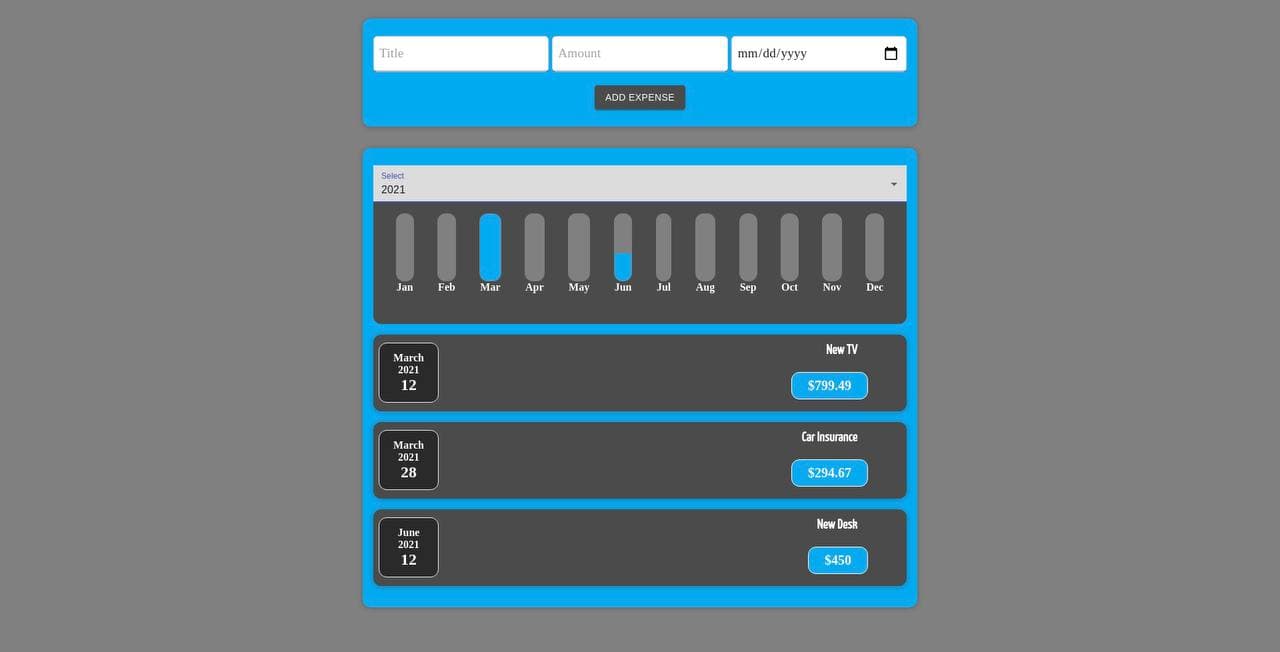 Title Amount mm/dd/yyyy
ADD EXPENSE
Select
2021
Jan Feb Mar Apr May Jun Jul Aug Sep Oct Nov Dec
March
2021
12
New TV
$799.49
March
2021
28
Car Insurance
$294.67
June
2021
12
New Desk
$450